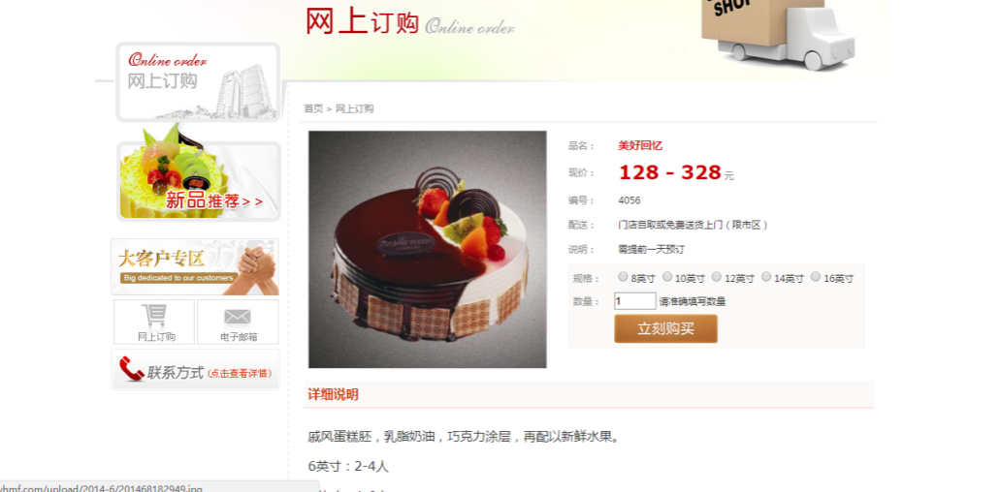 SHOP
网上订购 Online order
Online order
网上订购
首页 > 网上订购
新品推荐>>
大客户专区
Big dedicated to our customers
网上订购
电子邮箱
联系方式 (点击查看详情)
品名： 美好回忆
现价： 128 - 328 元
编号： 4056
配送： 门店自取或免费送货上门（限市区）
说明： 需提前一天预订
规格： 8英寸 10英寸 12英寸 14英寸 16英寸
数量： 1 请准确填写数量
立刻购买
详细说明
戚风蛋糕胚，乳脂奶油，巧克力涂层，再配以新鲜水果。
6英寸：2-4人
vhmf.com/upload/2014-6/201468182949.jpg